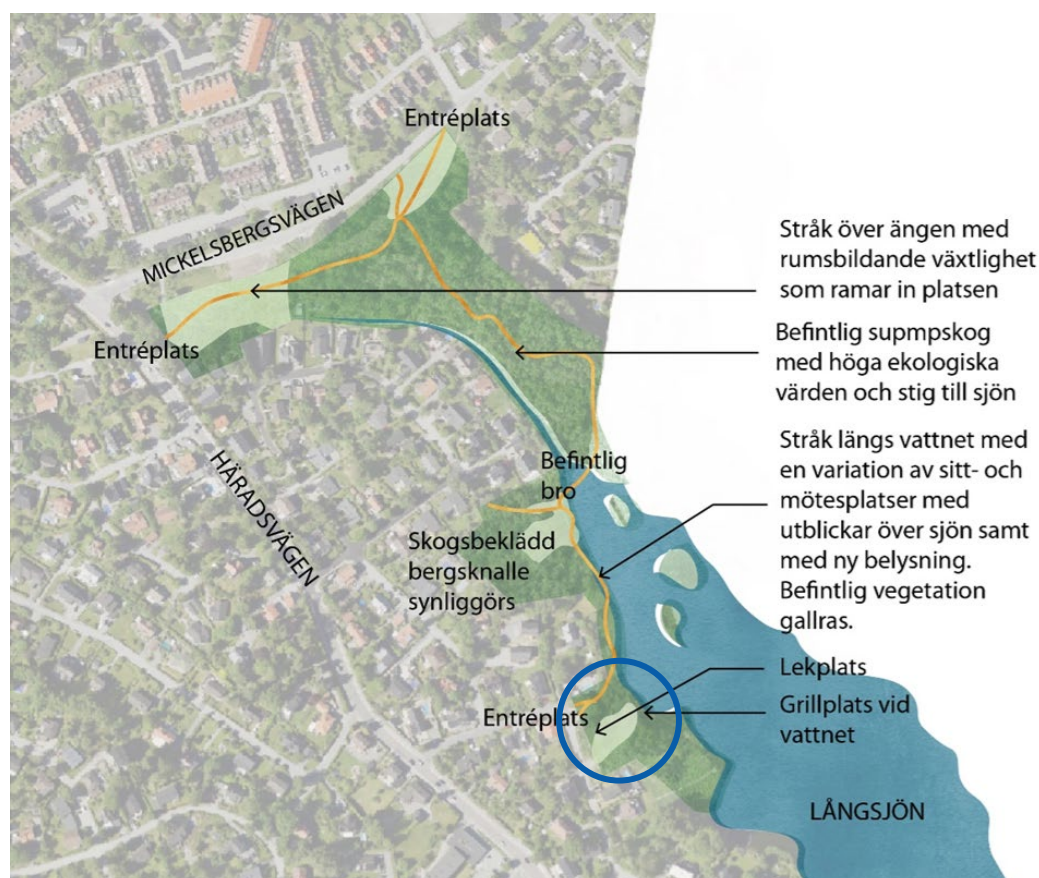 Entréplats
MICKELSBERGSVÄGEN
Stråk över ängen med
rumsbildande växtlighet
som ramar in platsen
Entréplats
Befintlig supmpskog
med höga ekologiska
värden och stig till sjön
HÄRADSVÄGEN
Befintlig
bro
Stråk längs vattnet med
en variation av sitt- och
mötesplatser med
utblickar över sjön samt
med ny belysning.
Befintlig vegetation
gallras.
Skogsbeklädd
bergsknalle
synliggörs
Lekplats
Entréplats
Grillplats vid
vattnet
LÅNGSJÖN